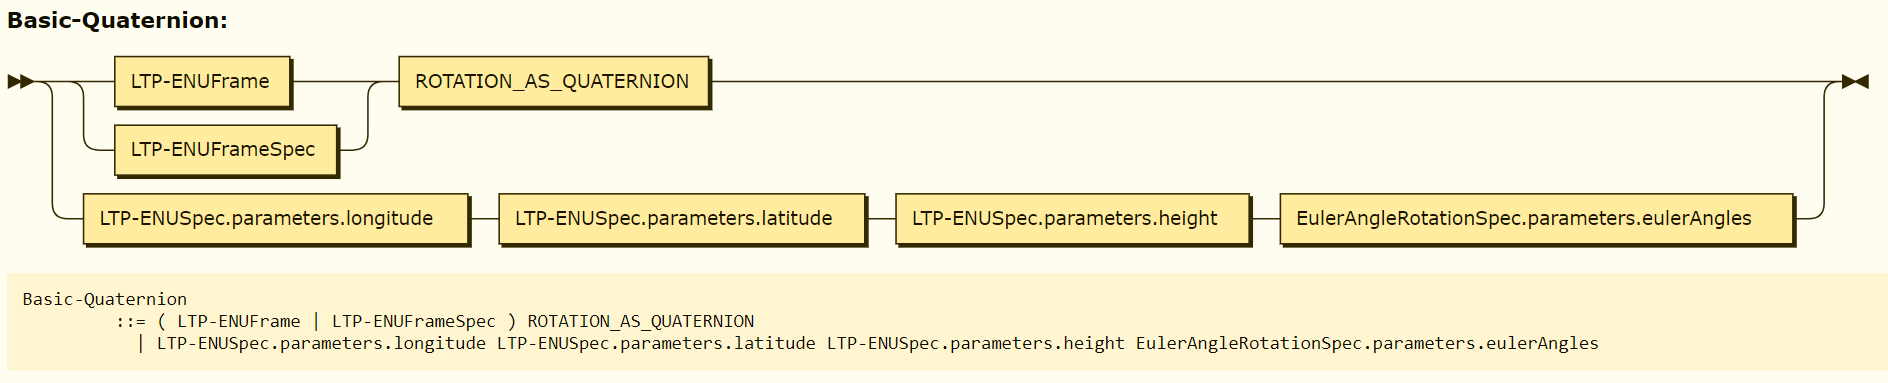 Basic-Quaternion:
LTP-ENUFrame ROTATION_AS_QUATERNION
LTP-ENUFrameSpec
LTP-ENUSpec.parameters.longitude LTP-ENUSpec.parameters.latitude LTP-ENUSpec.parameters.height EulerAngleRotationSpec.parameters.eulerAngles
Basic-Quaternion
::= ( LTP-ENUFrame | LTP-ENUFrameSpec ) ROTATION_AS_QUATERNION
| LTP-ENUSpec.parameters.longitude LTP-ENUSpec.parameters.latitude LTP-ENUSpec.parameters.height EulerAngleRotationSpec.parameters.eulerAngles